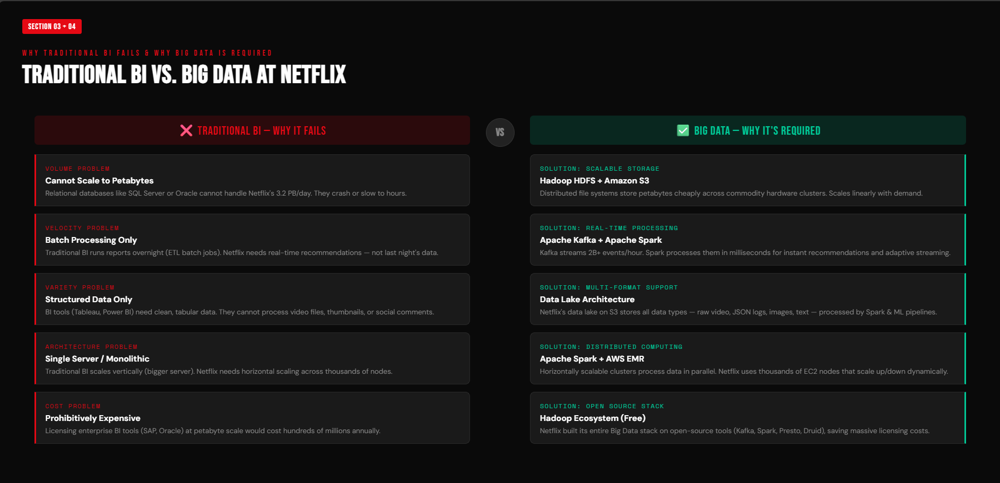 SECTION 03 + 04
WHY TRADITIONAL BI FAILS & WHY BIG DATA IS REQUIRED
TRADITIONAL BI VS. BIG DATA AT NETFLIX
❌ TRADITIONAL BI — WHY IT FAILS
VOLUME PROBLEM
Cannot Scale to Petabytes
Relational databases like SQL Server or Oracle cannot handle Netflix's 3.2 PB/day. They crash or slow to hours.
VELOCITY PROBLEM
Batch Processing Only
Traditional BI runs reports overnight (ETL batch jobs). Netflix needs real-time recommendations — not last night's data.
VARIETY PROBLEM
Structured Data Only
BI tools (Tableau, Power BI) need clean, tabular data. They cannot process video files, thumbnails, or social comments.
ARCHITECTURE PROBLEM
Single Server / Monolithic
Traditional BI scales vertically (bigger server). Netflix needs horizontal scaling across thousands of nodes.
COST PROBLEM
Prohibitively Expensive
Licensing enterprise BI tools (SAP, Oracle) at petabyte scale would cost hundreds of millions annually.
VS
✅ BIG DATA — WHY IT'S REQUIRED
SOLUTION: SCALABLE STORAGE
Hadoop HDFS + Amazon S3
Distributed file systems store petabytes cheaply across commodity hardware clusters. Scales linearly with demand.
SOLUTION: REAL-TIME PROCESSING
Apache Kafka + Apache Spark
Kafka streams 2B+ events/hour. Spark processes them in milliseconds for instant recommendations and adaptive streaming.
SOLUTION: MULTI-FORMAT SUPPORT
Data Lake Architecture
Netflix's data lake on S3 stores all data types — raw video, JSON logs, images, text — processed by Spark & ML pipelines.
SOLUTION: DISTRIBUTED COMPUTING
Apache Spark + AWS EMR
Horizontally scalable clusters process data in parallel. Netflix uses thousands of EC2 nodes that scale up/down dynamically.
SOLUTION: OPEN SOURCE STACK
Hadoop Ecosystem (Free)
Netflix built its entire Big Data stack on open-source tools (Kafka, Spark, Presto, Druid), saving massive licensing costs.